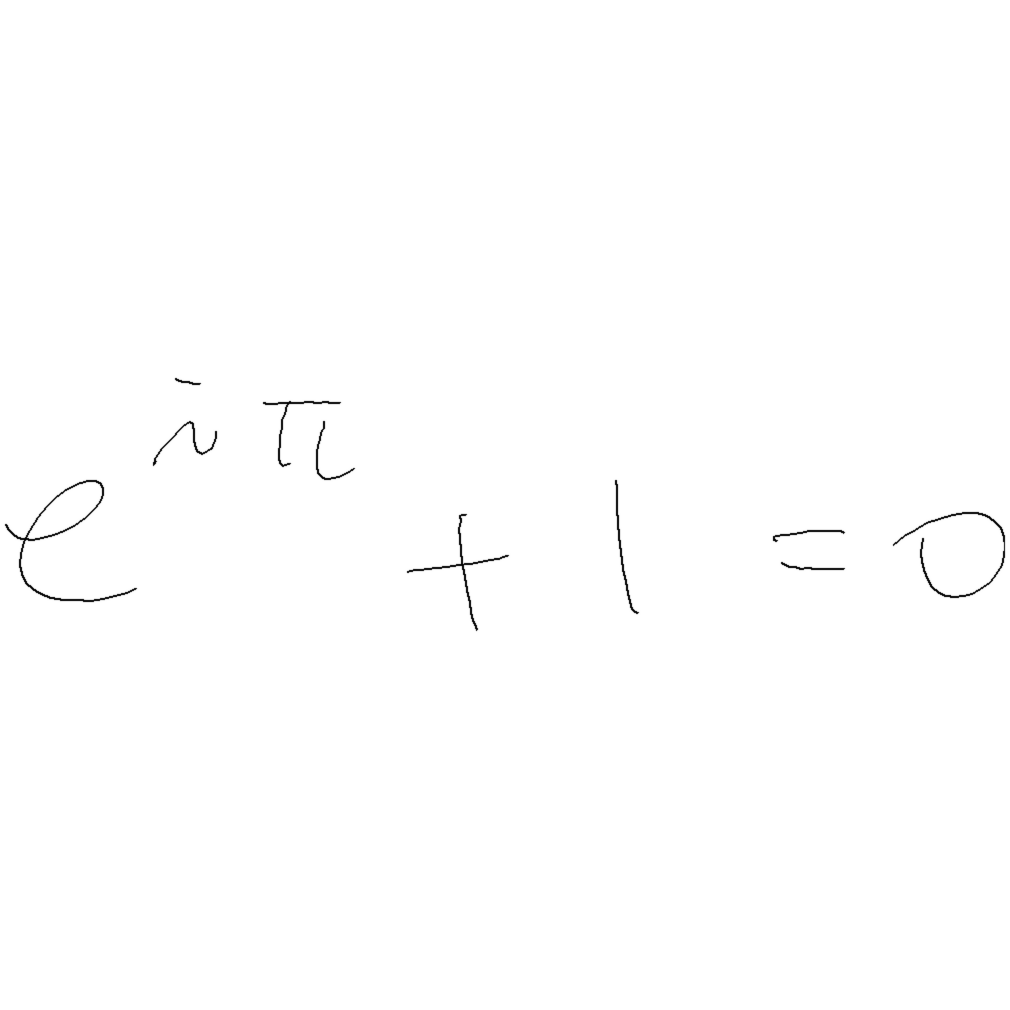 e^{iπ} + 1 = 0